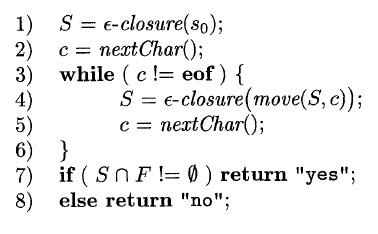 1) S = ϵ-closure(s₀);
2) c = nextChar();
3) while ( c != eof ) {
4) S = ϵ-closure(move(S, c));
5) c = nextChar();
6) }
7) if ( S ∩ F != ∅ ) return "yes";
8) else return "no";